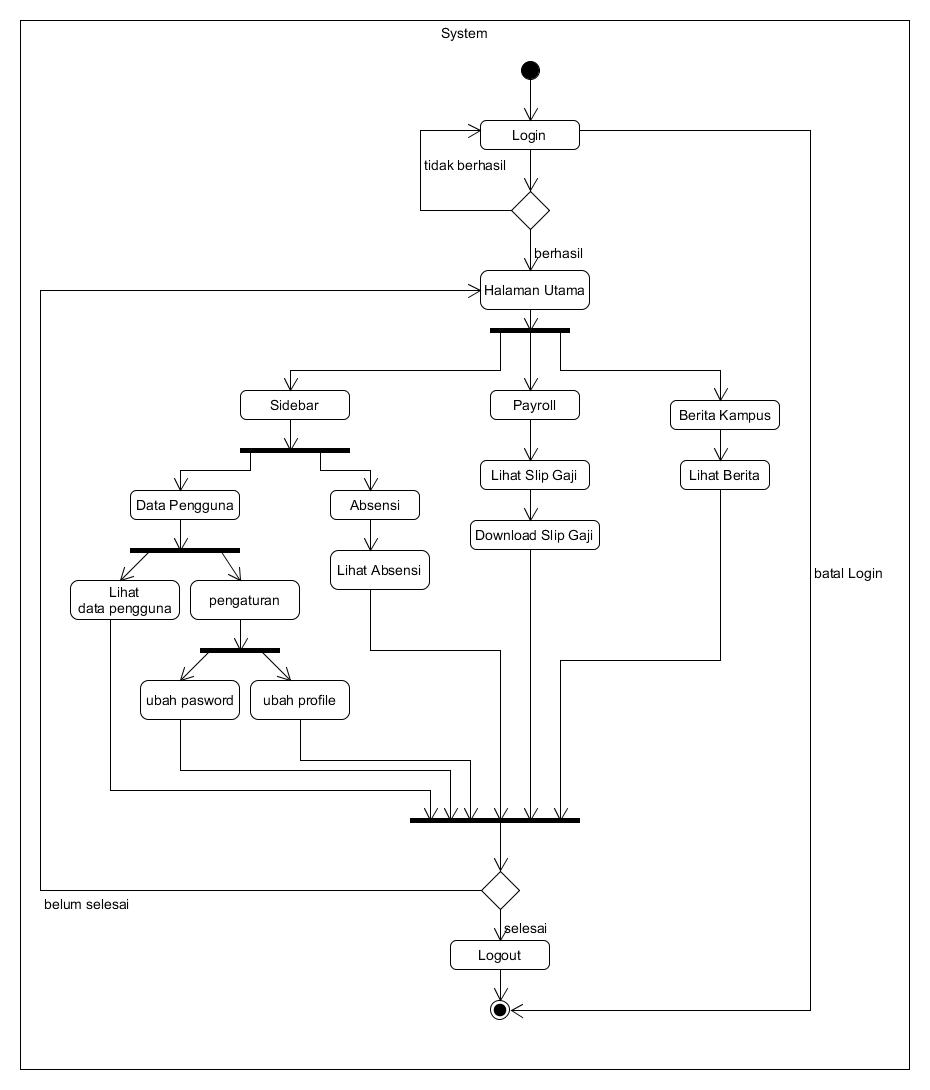 System
Login
tidak berhasil
berhasil
Halaman Utama
Sidebar
Payroll
Berita Kampus
Lihat Slip Gaji
Lihat Berita
Data Pengguna
Absensi
Download Slip Gaji
Lihat Absensi
batal Login
Lihat
data pengguna
pengaturan
ubah pasword
ubah profile
belum selesai
selesai
Logout